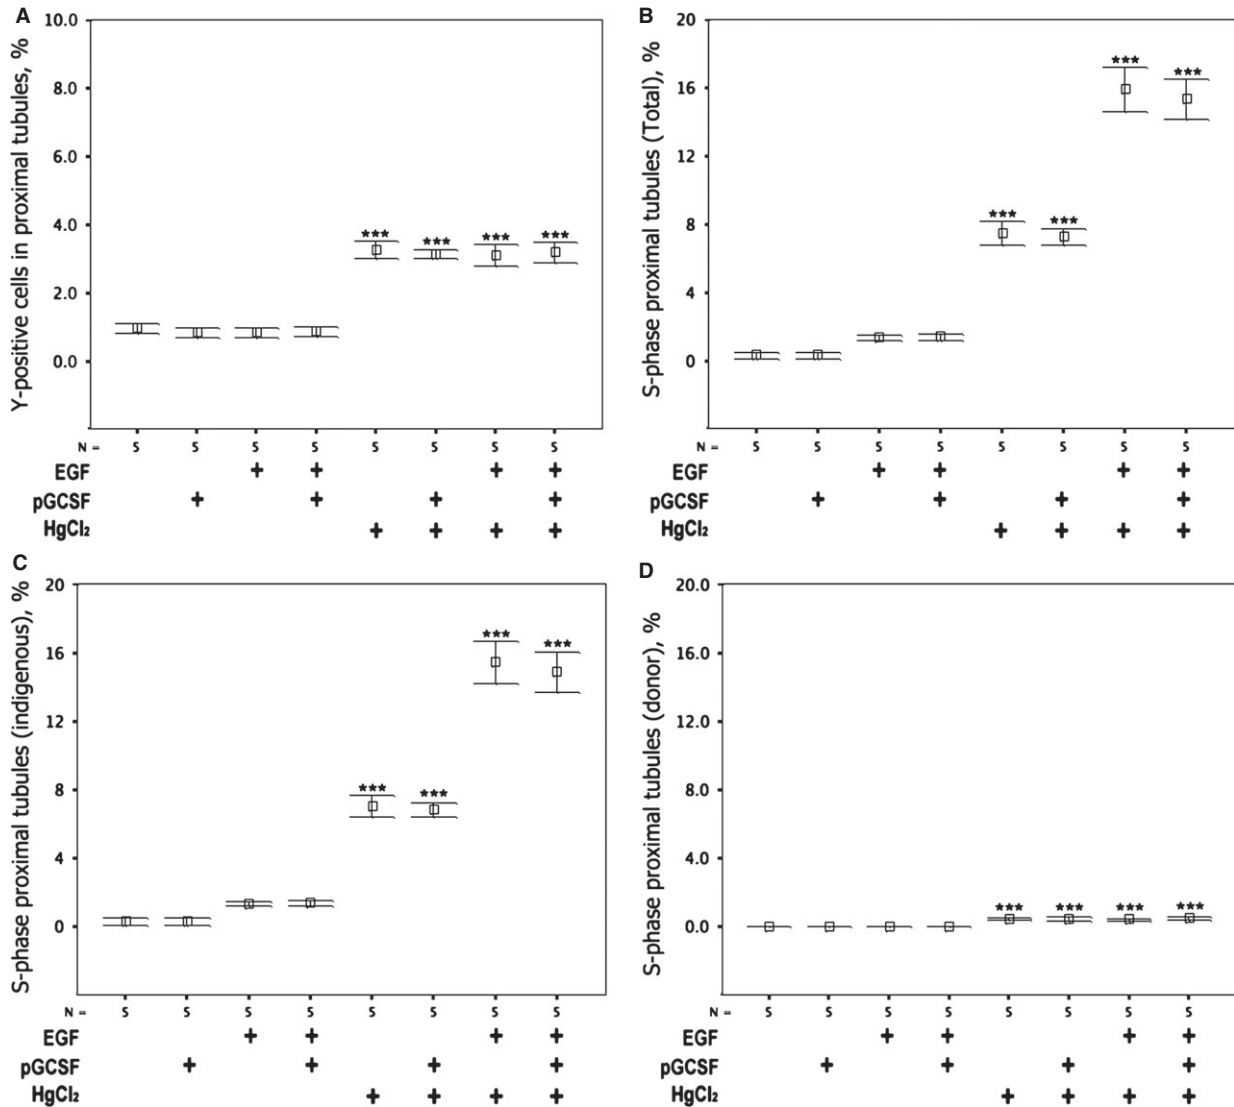 A
Y-positive cells in proximal tubules, %
10.0
8.0
6.0
4.0
2.0
0.0
*** *** *** ***
N = 5 5 5 5 5 5 5 5
EGF + + + +
pGCSF + + + +
HgCl₂ + + + +
B
S-phase proximal tubules (Total), %
20
16
12
8
4
0
*** *** *** ***
N = 5 5 5 5 5 5 5 5
EGF + + + +
pGCSF + + + +
HgCl₂ + + + +
C
S-phase proximal tubules (indigenous), %
20
16
12
8
4
0
*** *** *** ***
N = 5 5 5 5 5 5 5 5
EGF + + + +
pGCSF + + + +
HgCl₂ + + + +
D
S-phase proximal tubules (donor), %
20.0
16.0
12.0
8.0
4.0
0.0
*** *** *** ***
N = 5 5 5 5 5 5 5 5
EGF + + + +
pGCSF + + + +
HgCl₂ + + + +